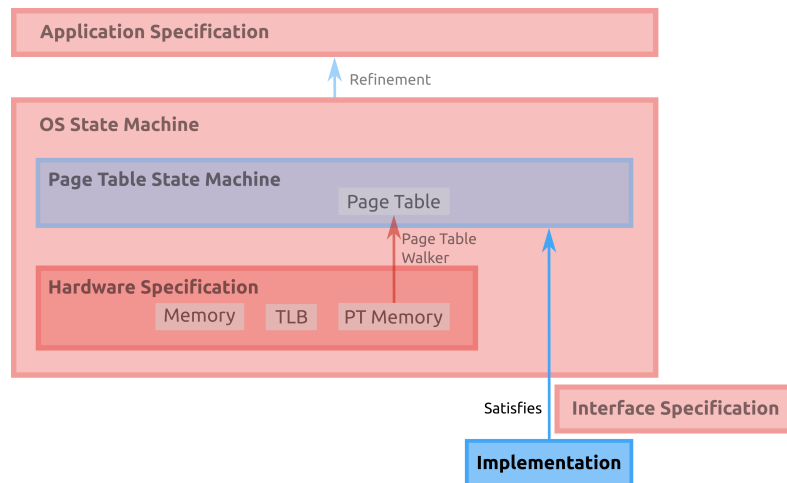 Application Specification
Refinement
OS State Machine
Page Table State Machine
Page Table
Page Table
Walker
Hardware Specification
Memory
TLB
PT Memory
Satisfies
Interface Specification
Implementation